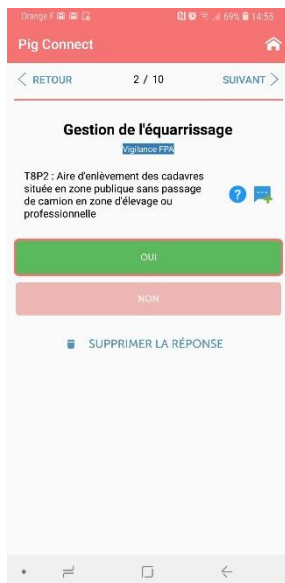 Orange F 69% 14:55
Pig Connect
< RETOUR 2 / 10 SUIVANT >
Gestion de l'équarrissage
Vigilance FPA
T8P2 : Aire d'enlèvement des cadavres
située en zone publique sans passage
de camion en zone d'élevage ou
professionnelle
?
OUI
NON
SUPPRIMER LA RÉPONSE